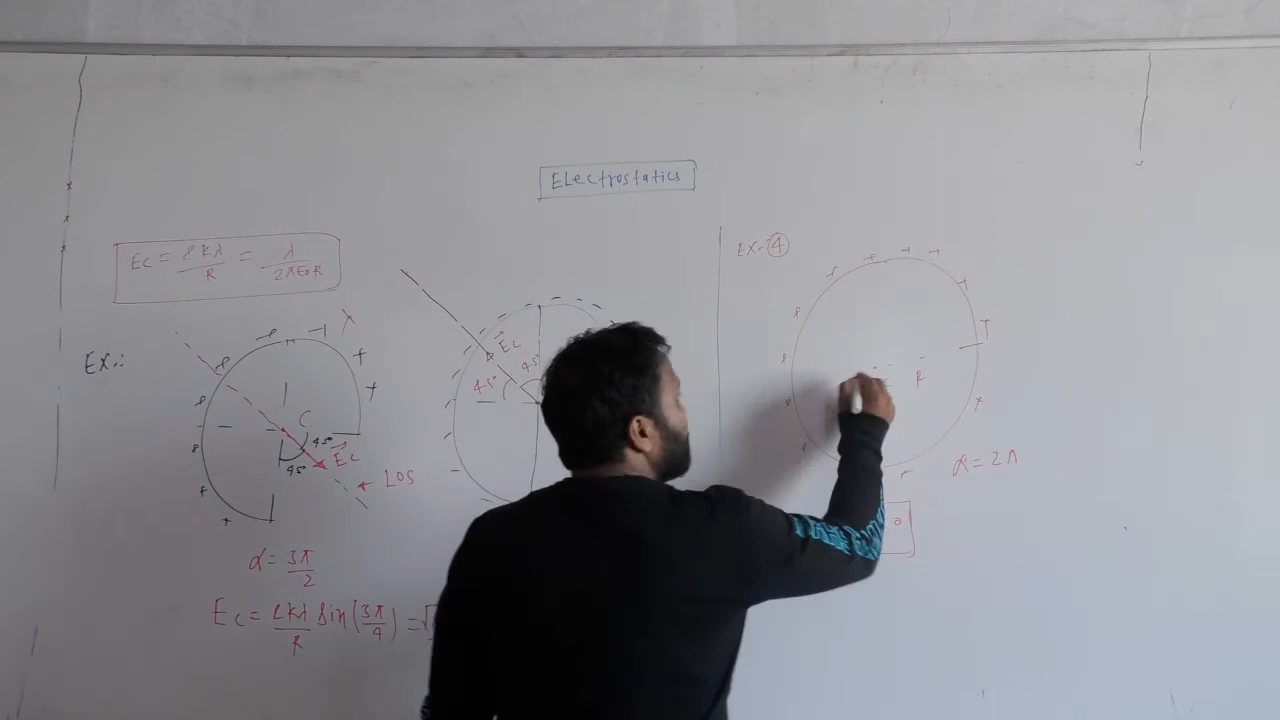 Electrostatics
Ec = 2Kλ/R = λ/2πE0R
Ex:
C
45°
45°
Ec
LOS
α = 3π/2
Ec = 2Kλ/R Sin(3π/4) = √
Ec
45°
45°
EX-4
R
α = 2π